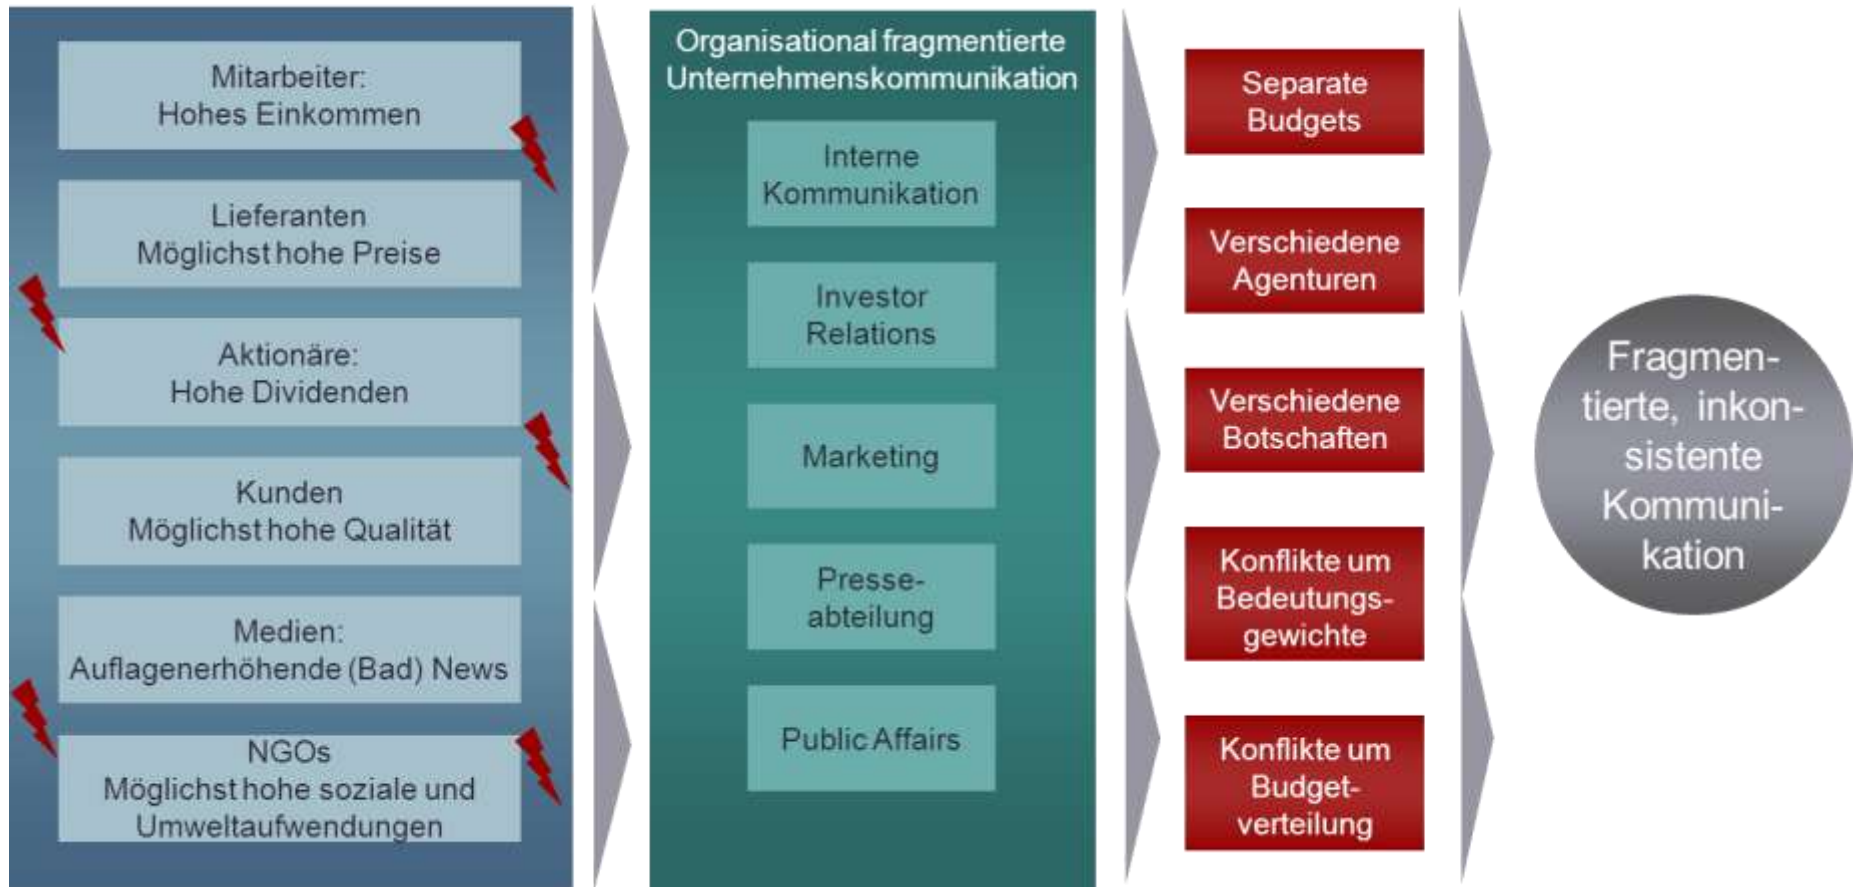 Mitarbeiter:
Hohes Einkommen
Lieferanten
Möglichst hohe Preise
Aktionäre:
Hohe Dividenden
Kunden
Möglichst hohe Qualität
Medien:
Auflagenerhöhende (Bad) News
NGOs
Möglichst hohe soziale und
Umweltaufwendungen
Organisational fragmentierte
Unternehmenskommunikation
Interne
Kommunikation
Investor
Relations
Marketing
Presse-
abteilung
Public Affairs
Separate
Budgets
Verschiedene
Agenturen
Verschiedene
Botschaften
Konflikte um
Bedeutungs-
gewichte
Konflikte um
Budget-
verteilung
Fragmen-
tierte, inkon-
sistente
Kommuni-
kation